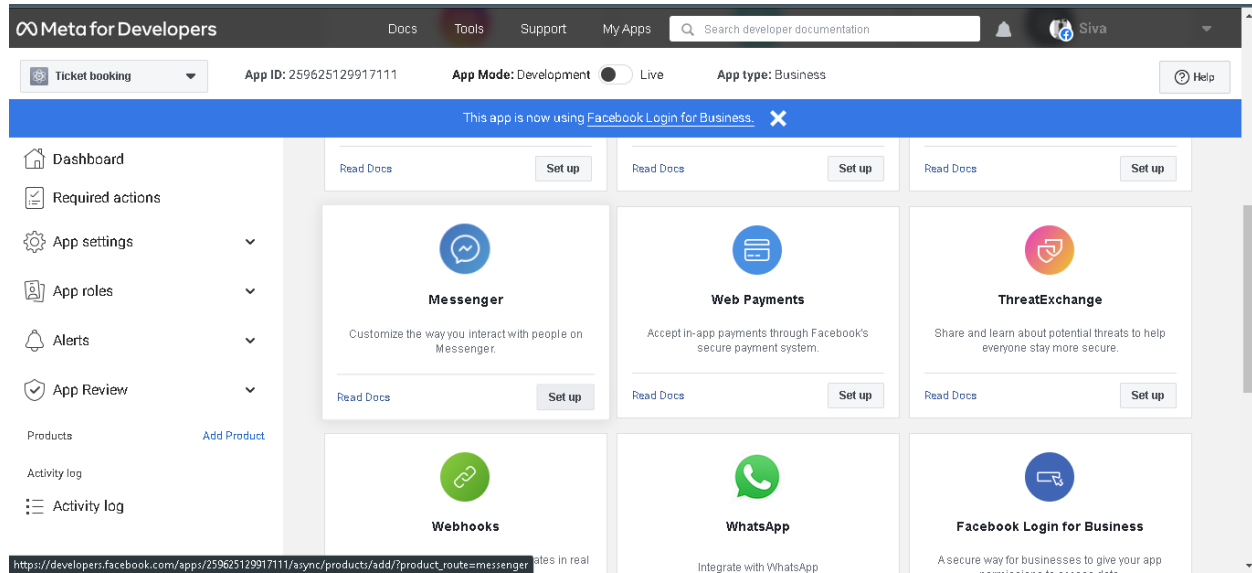 Meta for Developers
Docs Tools Support My Apps Search developer documentation Siva
Ticket booking App ID: 259625129917111 App Mode: Development Live App type: Business Help
This app is now using Facebook Login for Business.
Dashboard
Required actions
App settings
App roles
Alerts
App Review
Products Add Product
Activity log
Activity log
Read Docs Set up
Read Docs Set up
Read Docs Set up
Messenger
Customize the way you interact with people on
Messenger.
Read Docs Set up
Web Payments
Accept in-app payments through Facebook's
secure payment system.
Read Docs Set up
ThreatExchange
Share and learn about potential threats to help
everyone stay more secure.
Read Docs Set up
Webhooks
in real
WhatsApp
Integrate with WhatsApp
Facebook Login for Business
A secure way for businesses to give your app
permissions to access data
https://developers.facebook.com/apps/259625129917111/async/products/add/?product_route=messenger